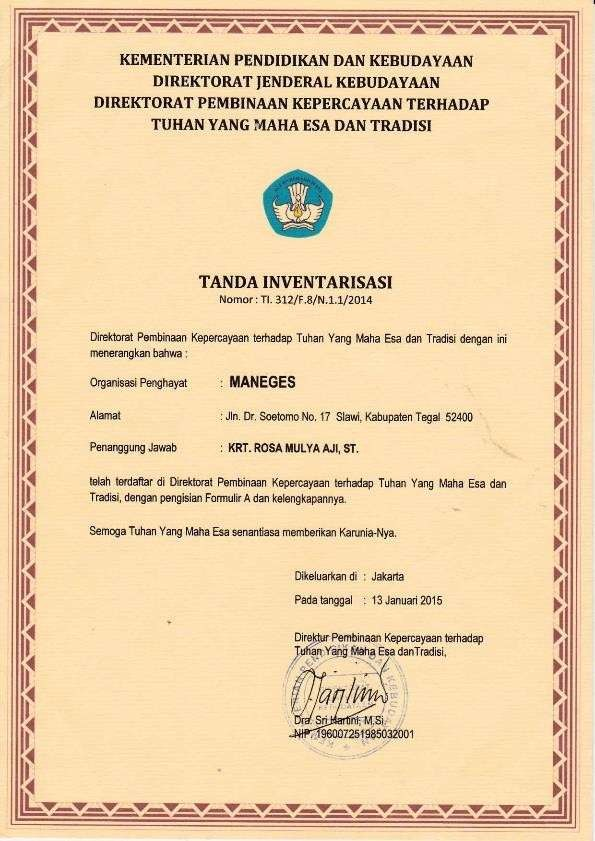 KEMENTERIAN PENDIDIKAN DAN KEBUDAYAAN
DIREKTORAT JENDERAL KEBUDAYAAN
DIREKTORAT PEMBINAAN KEPERCAYAAN TERHADAP
TUHAN YANG MAHA ESA DAN TRADISI
TANDA INVENTARISASI
Nomor : TI. 312/F.8/N.1.1/2014
Direktorat Pembinaan Kepercayaan terhadap Tuhan Yang Maha Esa dan Tradisi dengan ini
menerangkan bahwa :
Organisasi Penghayat : MANEGES
Alamat : Jln. Dr. Soetomo No. 17 Slawi, Kabupaten Tegal 52400
Penanggung Jawab : KRT. ROSA MULYA AJI, ST.
telah terdaftar di Direktorat Pembinaan Kepercayaan terhadap Tuhan Yang Maha Esa dan
Tradisi, dengan pengisian Formulir A dan kelengkapannya.
Semoga Tuhan Yang Maha Esa senantiasa memberikan Karunia-Nya.
Dikeluarkan di : Jakarta
Pada tanggal : 13 Januari 2015
Direktur Pembinaan Kepercayaan terhadap
Tuhan Yang Maha Esa danTradisi,
Dra. Sri Hartini, M.Si.
NIP. 196007251985032001